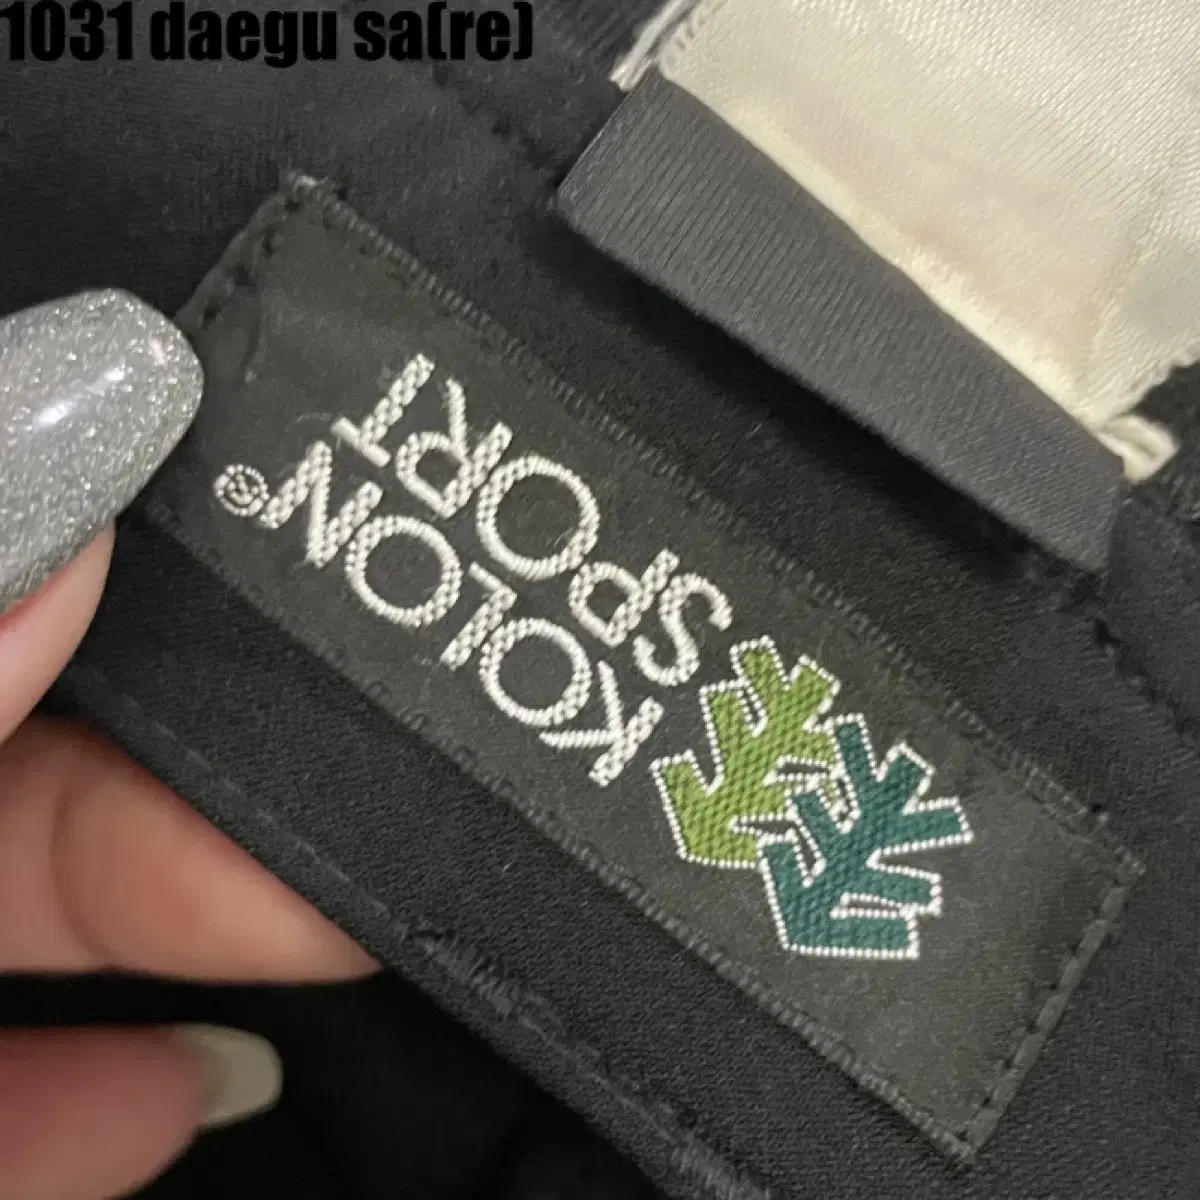 1031 daegu sa(re)
KOLON®
SPORT